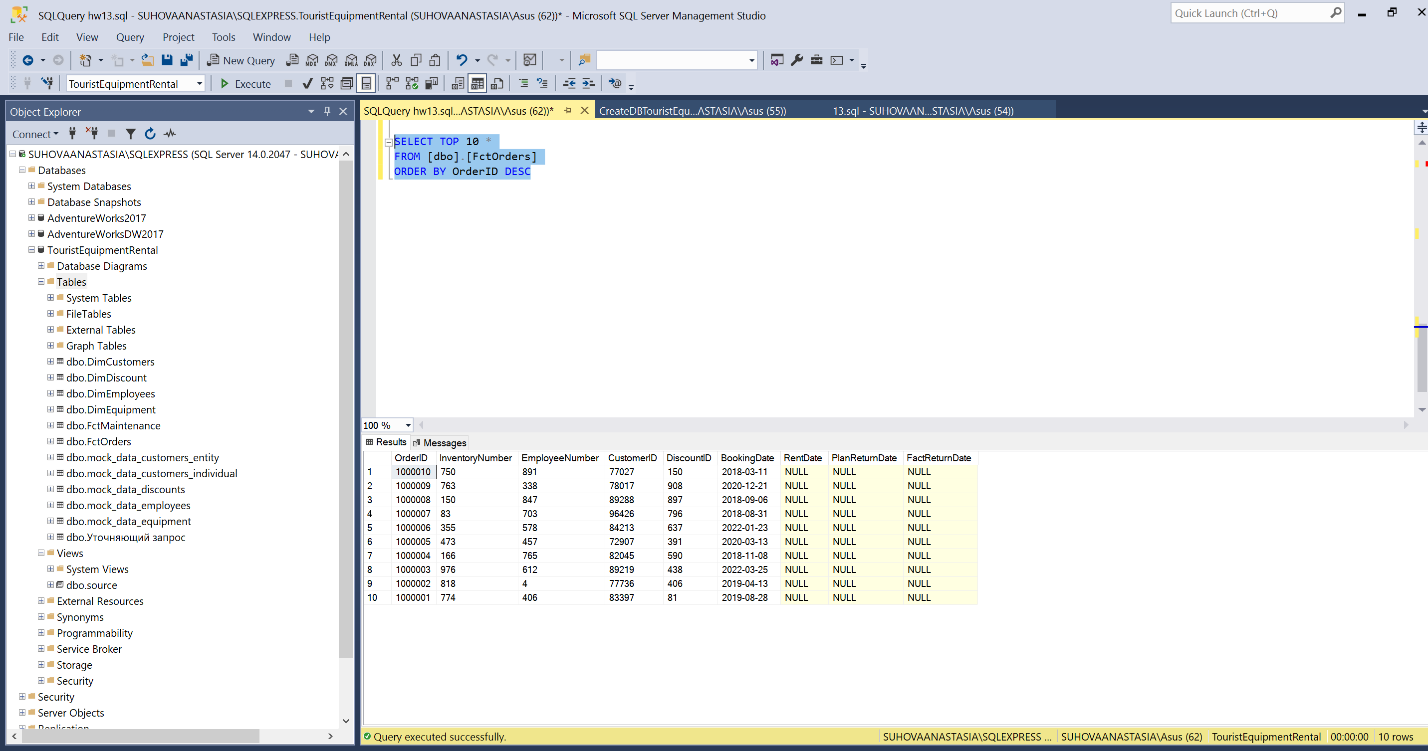 SQLQuery hw13.sql - SUHOVAANASTASIA\SQLEXPRESS.TouristEquipmentRental (SUHOVAANASTASIA\Asus (62))* - Microsoft SQL Server Management Studio
Quick Launch (Ctrl+Q)
File Edit View Query Project Tools Window Help
New Query
TouristEquipmentRental Execute
Object Explorer
SQLQuery hw13.sql...ASTASIA\Asus (62))* CreateDBTouristEqu...ASTASIA\Asus (55)) 13.sql - SUHOVAAN...STASIA\Asus (54))
Connect
SUHOVAANASTASIA\SQLEXPRESS (SQL Server 14.0.2047 - SUHOVA
Databases
System Databases
Database Snapshots
AdventureWorks2017
AdventureWorksDW2017
TouristEquipmentRental
Database Diagrams
Tables
System Tables
FileTables
External Tables
Graph Tables
dbo.DimCustomers
dbo.DimDiscount
dbo.DimEmployees
dbo.DimEquipment
dbo.FctMaintenance
dbo.FctOrders
dbo.mock_data_customers_entity
dbo.mock_data_customers_individual
dbo.mock_data_discounts
dbo.mock_data_employees
dbo.mock_data_equipment
dbo.Уточняющий запрос
Views
System Views
dbo.source
External Resources
Synonyms
Programmability
Service Broker
Storage
Security
Security
Server Objects
Replication
SELECT TOP 10 *
FROM [dbo].[FctOrders]
ORDER BY OrderID DESC
100 %
Results Messages
OrderID InventoryNumber EmployeeNumber CustomerID DiscountID BookingDate RentDate PlanReturnDate FactReturnDate
1 1000010 750 891 77027 150 2018-03-11 NULL NULL NULL
2 1000009 763 338 78017 908 2020-12-21 NULL NULL NULL
3 1000008 150 847 89288 897 2018-09-06 NULL NULL NULL
4 1000007 83 703 96426 796 2018-08-31 NULL NULL NULL
5 1000006 355 578 84213 637 2022-01-23 NULL NULL NULL
6 1000005 473 457 72907 391 2020-03-13 NULL NULL NULL
7 1000004 166 765 82045 590 2018-11-08 NULL NULL NULL
8 1000003 976 612 89219 438 2022-03-25 NULL NULL NULL
9 1000002 818 4 77736 406 2019-04-13 NULL NULL NULL
10 1000001 774 406 83397 81 2019-08-28 NULL NULL NULL
Query executed successfully. SUHOVAANASTASIA\SQLEXPRESS ... SUHOVAANASTASIA\Asus (62) TouristEquipmentRental 00:00:00 10 rows